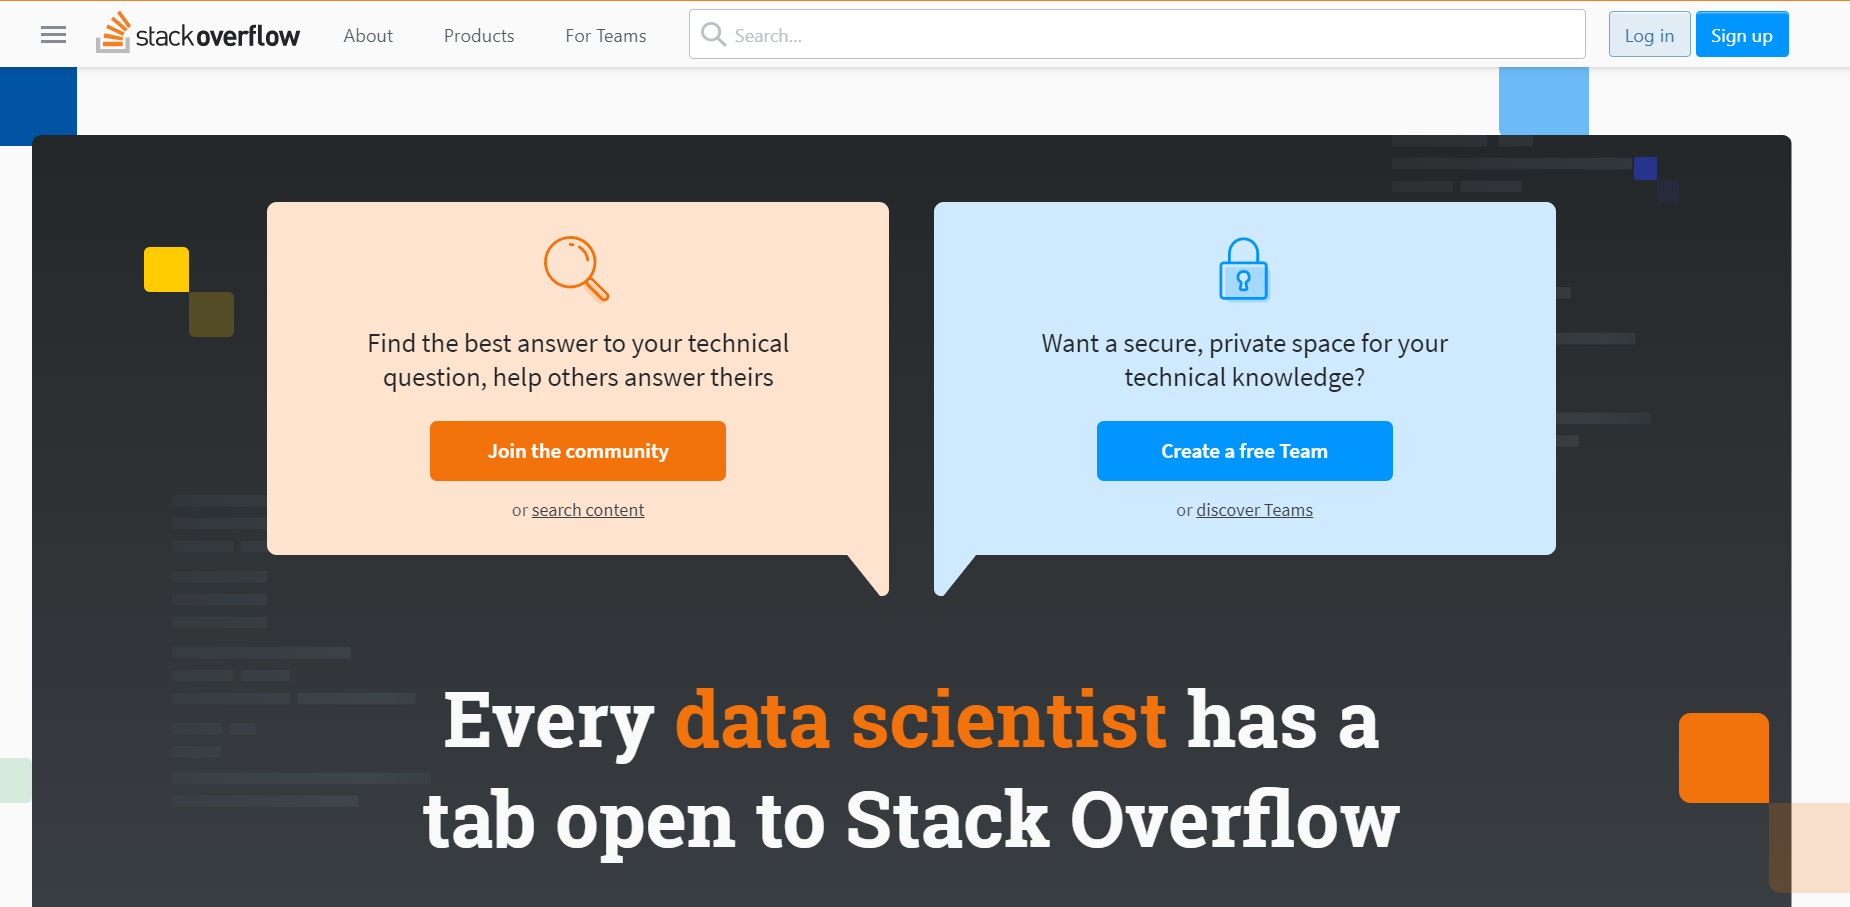 stack overflow About Products For Teams Search... Log in Sign up
Find the best answer to your technical
question, help others answer theirs
Join the community
or search content
Want a secure, private space for your
technical knowledge?
Create a free Team
or discover Teams
Every data scientist has a
tab open to Stack Overflow